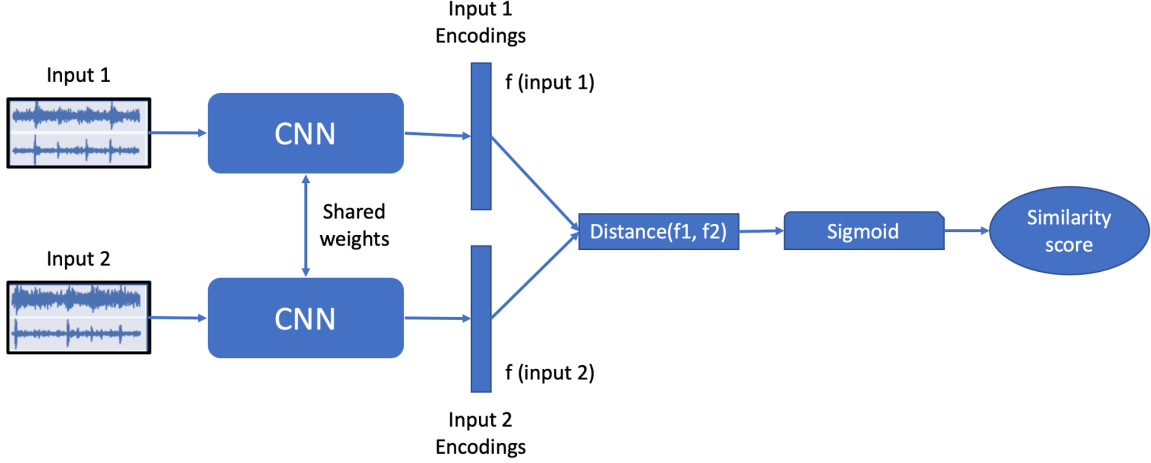 Input 1
Encodings
Input 1
f (input 1)
CNN
Shared
weights
Distance(f1, f2)
Sigmoid
Similarity
score
Input 2
CNN
f (input 2)
Input 2
Encodings